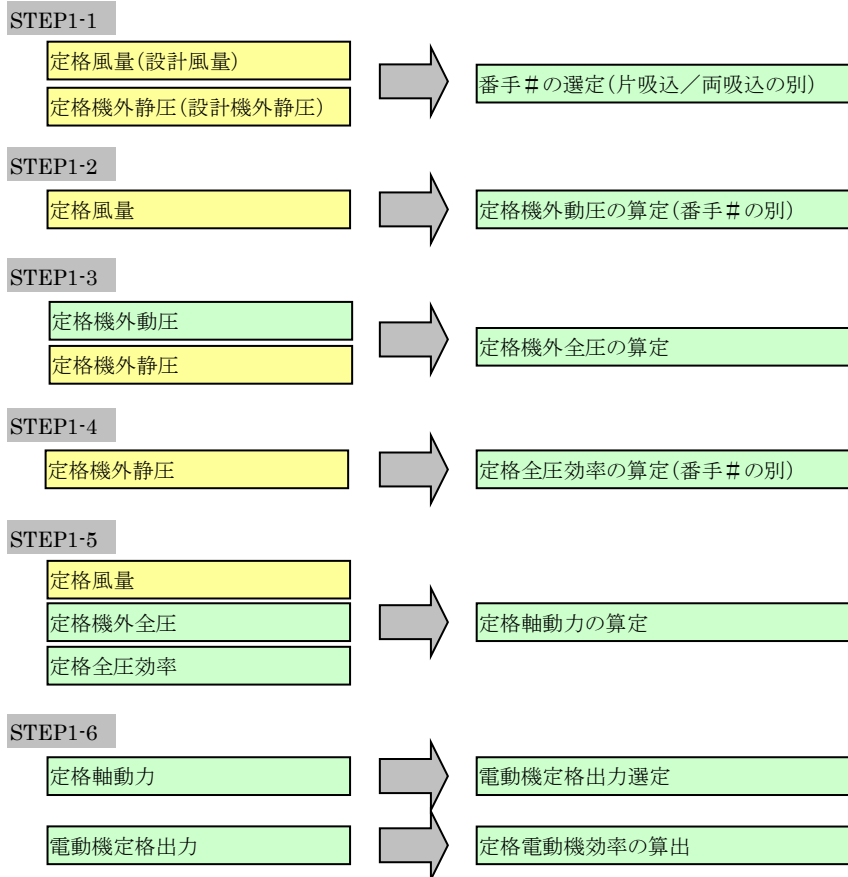 STEP1-1
定格風量(設計風量)
定格機外静圧(設計機外静圧)
番手＃の選定(片吸込／両吸込の別)
STEP1-2
定格風量
定格機外動圧の算定(番手＃の別)
STEP1-3
定格機外動圧
定格機外静圧
定格機外全圧の算定
STEP1-4
定格機外静圧
定格全圧効率の算定(番手＃の別)
STEP1-5
定格風量
定格機外全圧
定格全圧効率
定格軸動力の算定
STEP1-6
定格軸動力
電動機定格出力選定
電動機定格出力
定格電動機効率の算出